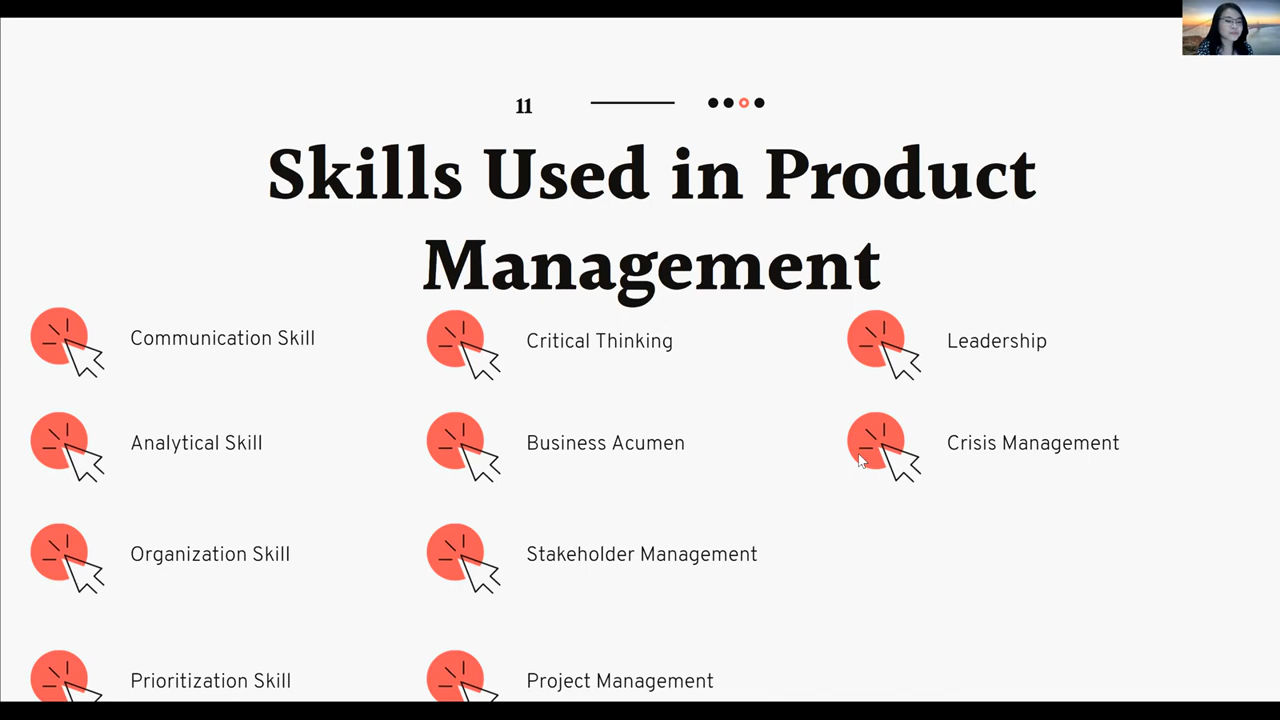 11
Skills Used in Product
Management
Communication Skill
Critical Thinking
Leadership
Analytical Skill
Business Acumen
Crisis Management
Organization Skill
Stakeholder Management
Prioritization Skill
Project Management